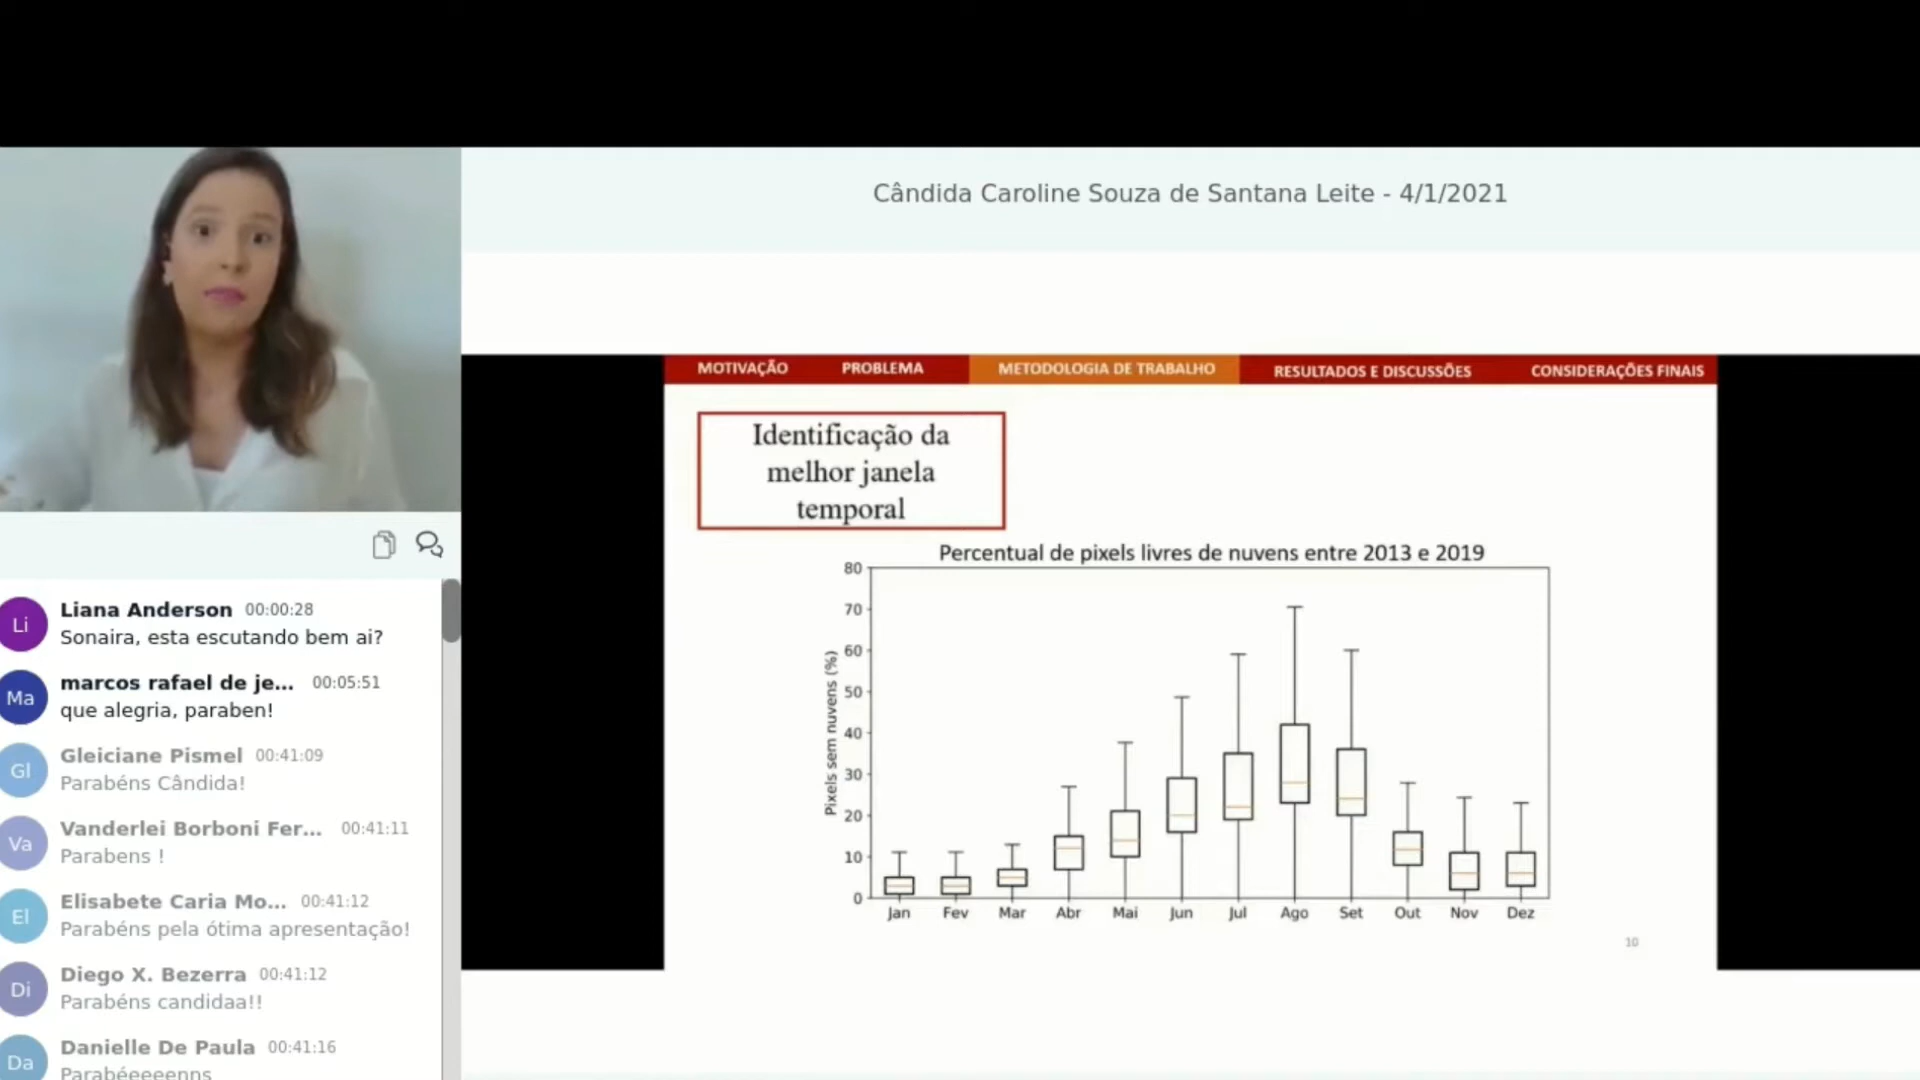 Cândida Caroline Souza de Santana Leite - 4/1/2021
MOTIVAÇÃO PROBLEMA METODOLOGIA DE TRABALHO RESULTADOS E DISCUSSÕES CONSIDERAÇÕES FINAIS
Identificação da
melhor janela
temporal
Percentual de pixels livres de nuvens entre 2013 e 2019
Pixels sem nuvens (%)
80
70
60
50
40
30
20
10
0
Jan Fev Mar Abr Mai Jun Jul Ago Set Out Nov Dez
10
Li
Liana Anderson 00:00:28
Sonaira, esta escutando bem ai?
Ma
marcos rafael de je... 00:05:51
que alegria, paraben!
Gl
Gleiciane Pismel 00:41:09
Parabéns Cândida!
Va
Vanderlei Borboni Fer... 00:41:11
Parabens !
El
Elisabete Caria Mo... 00:41:12
Parabéns pela ótima apresentação!
Di
Diego X. Bezerra 00:41:12
Parabéns candidaa!!
Da
Danielle De Paula 00:41:16
Parabéeeeenns